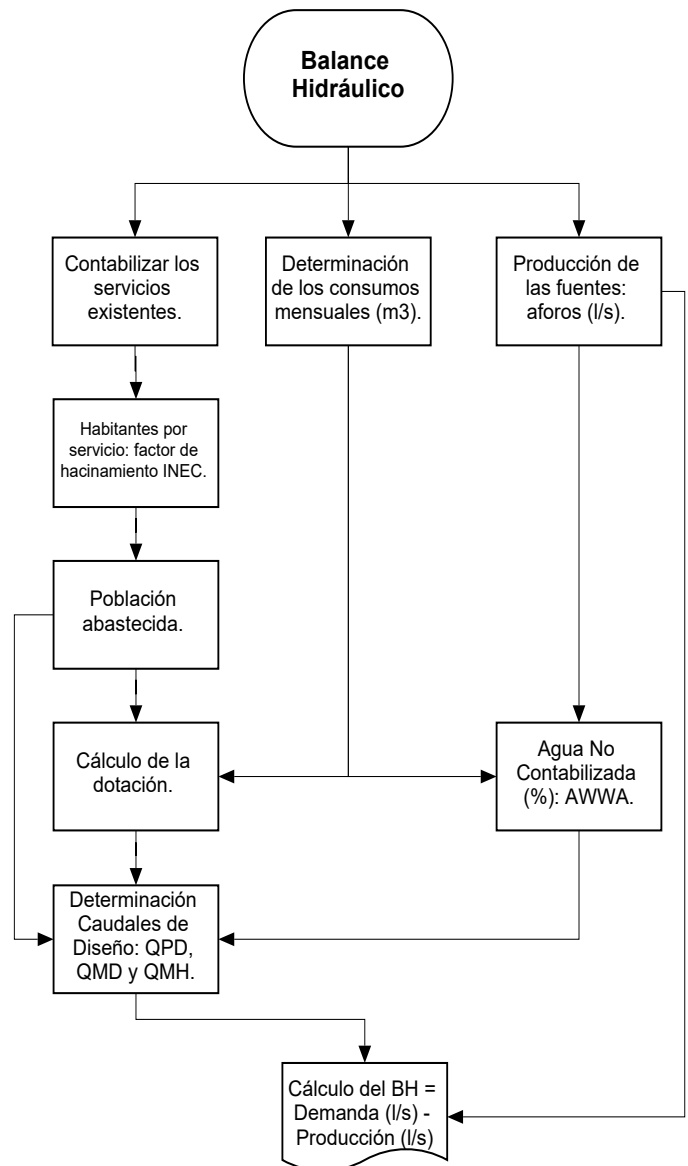 Balance
Hidráulico
Contabilizar los
servicios
existentes.
Determinación
de los consumos
mensuales (m3).
Producción de
las fuentes:
aforos (l/s).
Habitantes por
servicio: factor de
hacinamiento INEC.
Población
abastecida.
Cálculo de la
dotación.
Agua No
Contabilizada
(%): AWWA.
Determinación
Caudales de
Diseño: QPD,
QMD y QMH.
Cálculo del BH =
Demanda (l/s) -
Producción (l/s)